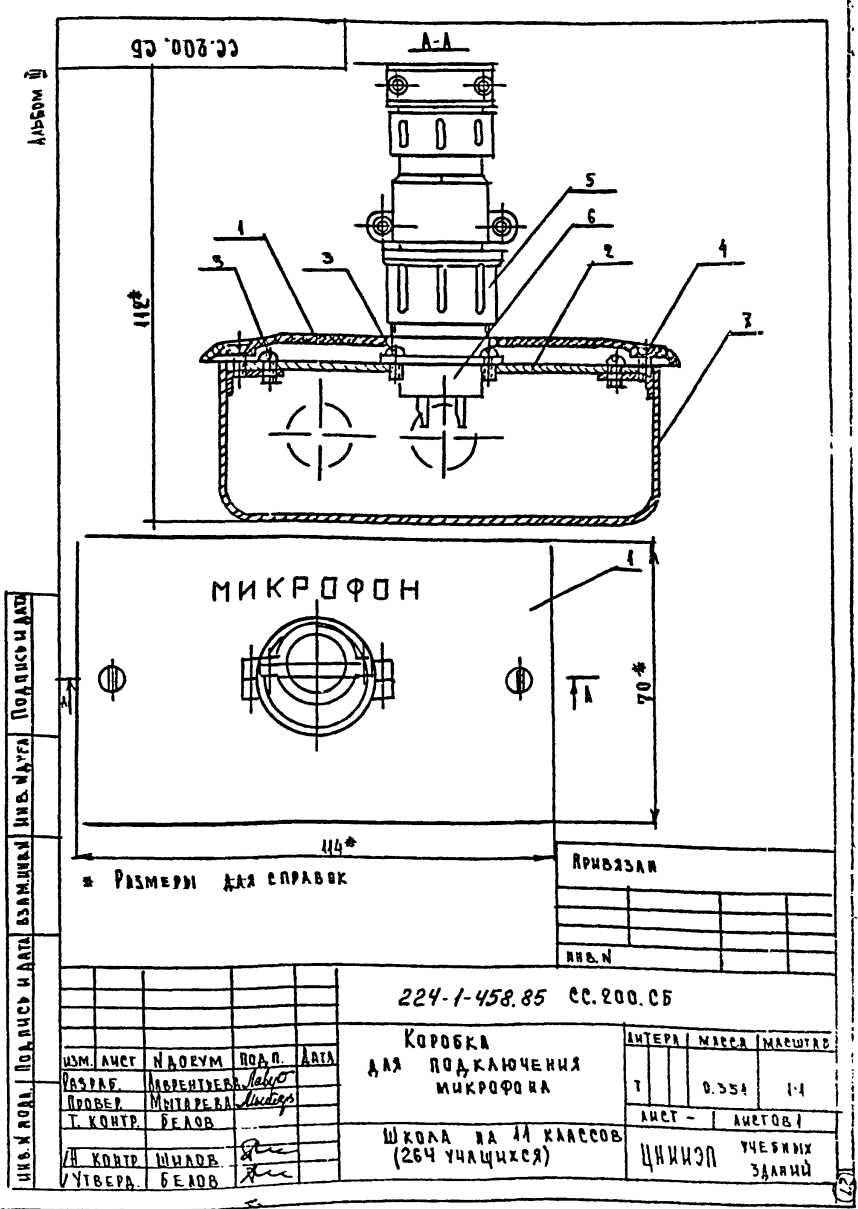 СС.200. СБ
Альбом III
А-А
5
6
1
3
3
2
4
7
112*
МИКРОФОН
1
А
А
70*
114*
* Размеры для справок
Привязан
Инв. N
224-1-458.85 СС.200.СБ
Коробка
для подключения
микрофона
Литера Масса Масштаб
Т 0.351 1:1
Лист - Листов 1
Школа на 11 классов
(264 учащихся)
ЦНИИЭП учебных
зданий
Изм. Лист N докум Подп. Дата
Разраб. Лаврентьева
Провер. Мытарева
Т. контр. Белов
Н контр Шилов
Утверд. Белов
Инв. N подл.
Подпись и дата
Взам. инв. N
Инв. N дубл
Подпись и дата